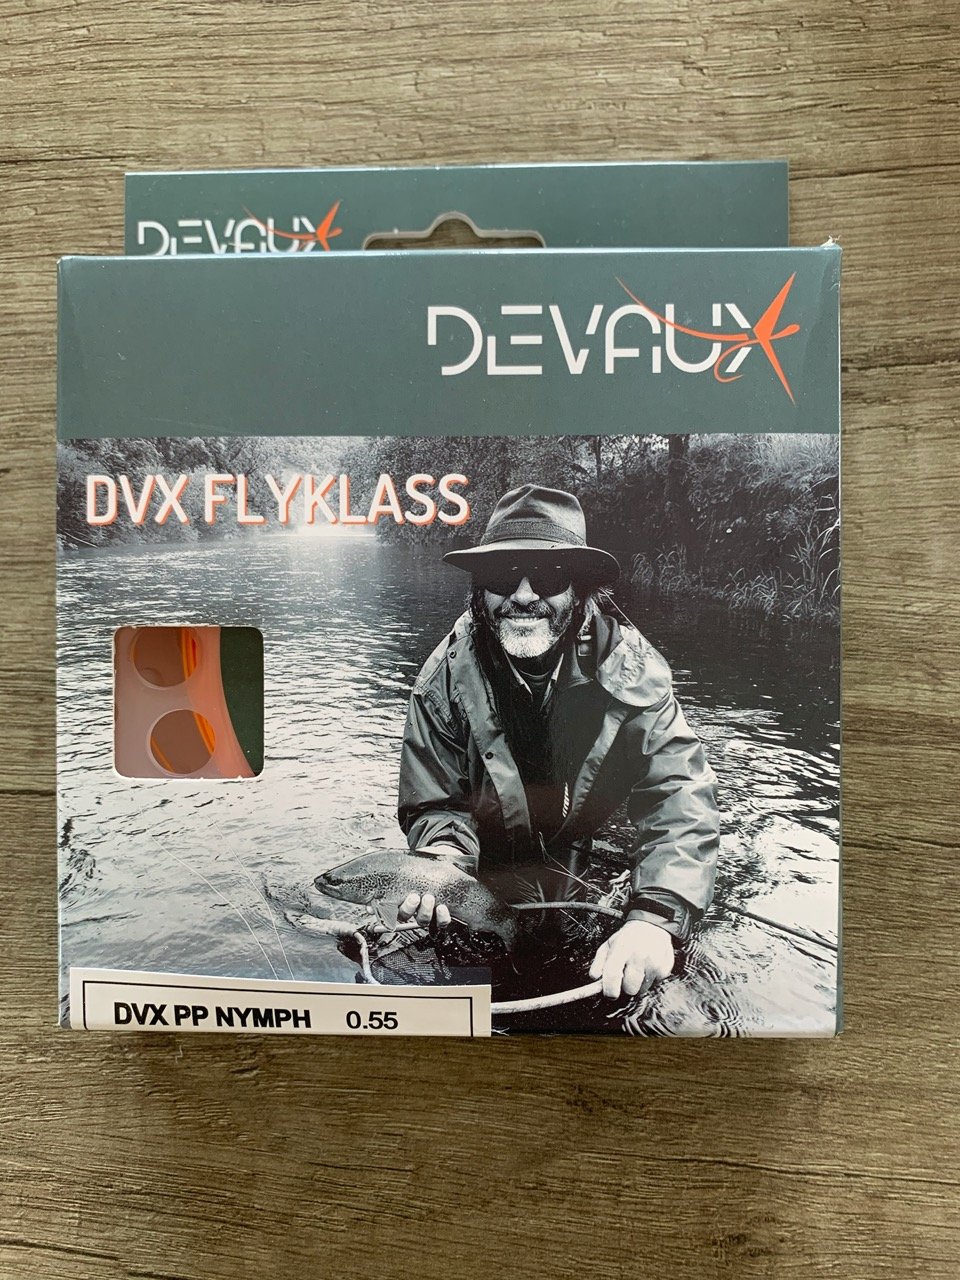 DEVAUX
DEVAUX
DVX FLYKLASS
DVX PP NYMPH 0.55